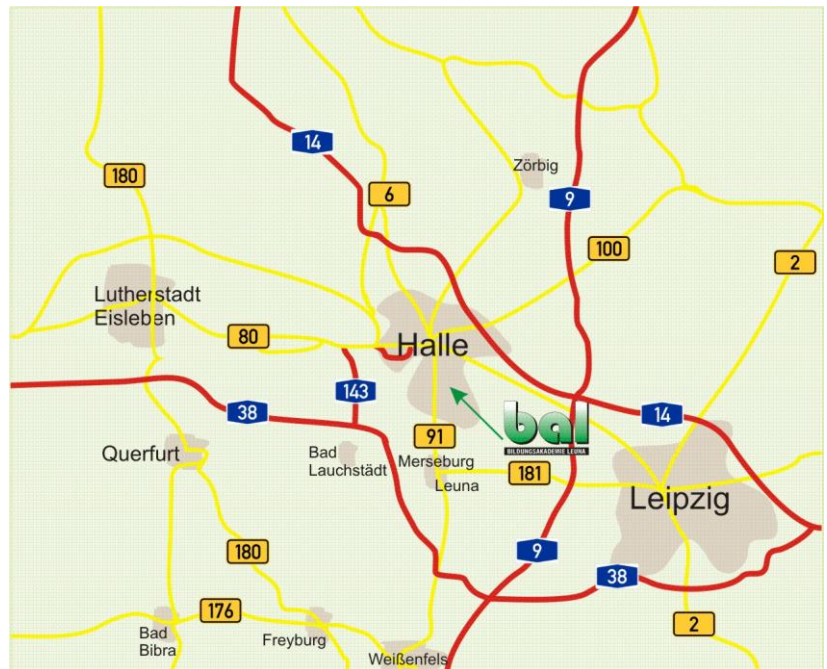 14
180
6
Zörbig
9
100
2
Lutherstadt
Eisleben
80
Halle
143
38
14
91
bal
BILDUNGSAKADEMIE LEUNA
Querfurt
Bad
Lauchstädt
Merseburg
Leuna
181
Leipzig
180
9
38
176
2
Bad
Bibra
Freyburg
Weißenfels